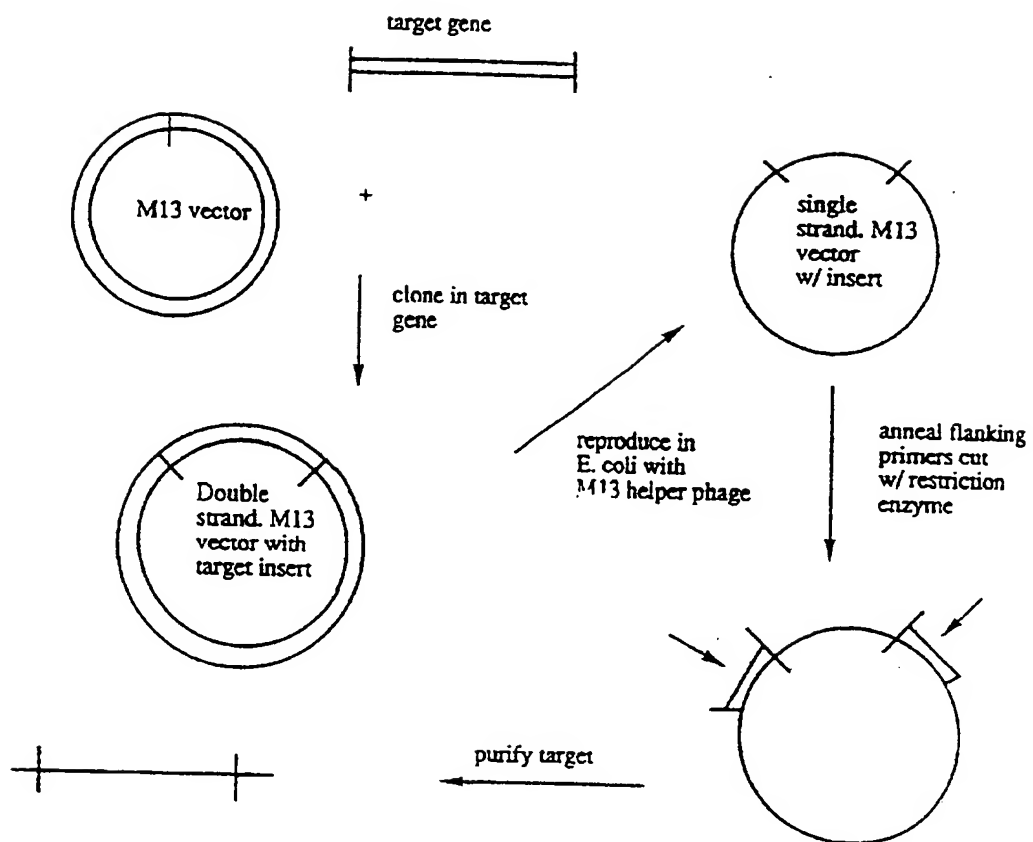 target gene
M13 vector
+
clone in target
gene
Double
strand. M13
vector with
target insert
reproduce in
E. coli with
M13 helper phage
single
strand. M13
vector
w/ insert
anneal flanking
primers cut
w/ restriction
enzyme
purify target